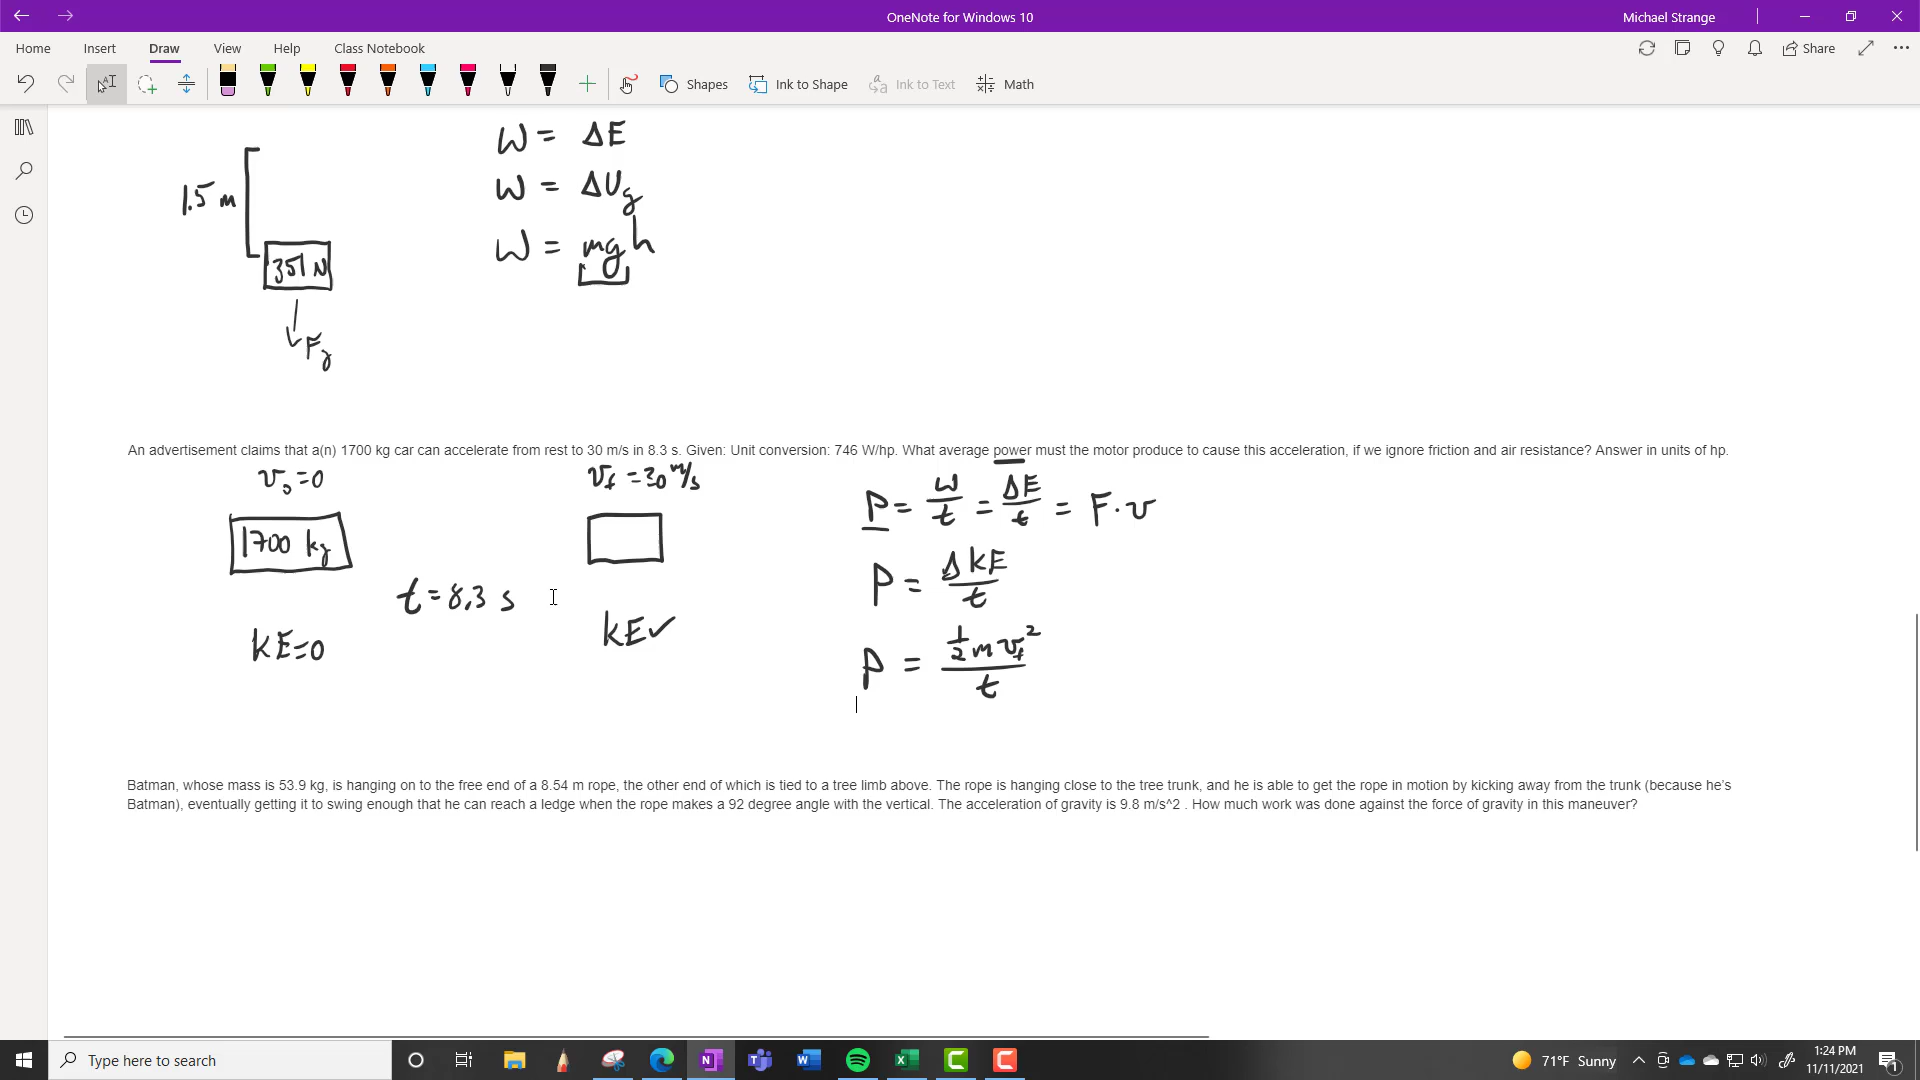 OneNote for Windows 10
Michael Strange
Home Insert Draw View Help Class Notebook
Share
Shapes Ink to Shape Ink to Text Math
W = ΔE
1.5 m
W = ΔUg
W = mgh
351 N
Fg
An advertisement claims that a(n) 1700 kg car can accelerate from rest to 30 m/s in 8.3 s. Given: Unit conversion: 746 W/hp. What average power must the motor produce to cause this acceleration, if we ignore friction and air resistance? Answer in units of hp.
v₀ = 0
vf = 30 m/s
P = W/t = ΔE/t = F·v
1700 kg
P = ΔKE/t
t = 8.3 s
KE = 0
KE✓
P = ½mvf²/t
Batman, whose mass is 53.9 kg, is hanging on to the free end of a 8.54 m rope, the other end of which is tied to a tree limb above. The rope is hanging close to the tree trunk, and he is able to get the rope in motion by kicking away from the trunk (because he's
Batman), eventually getting it to swing enough that he can reach a ledge when the rope makes a 92 degree angle with the vertical. The acceleration of gravity is 9.8 m/s^2 . How much work was done against the force of gravity in this maneuver?
Type here to search
71°F Sunny
1:24 PM
11/11/2021